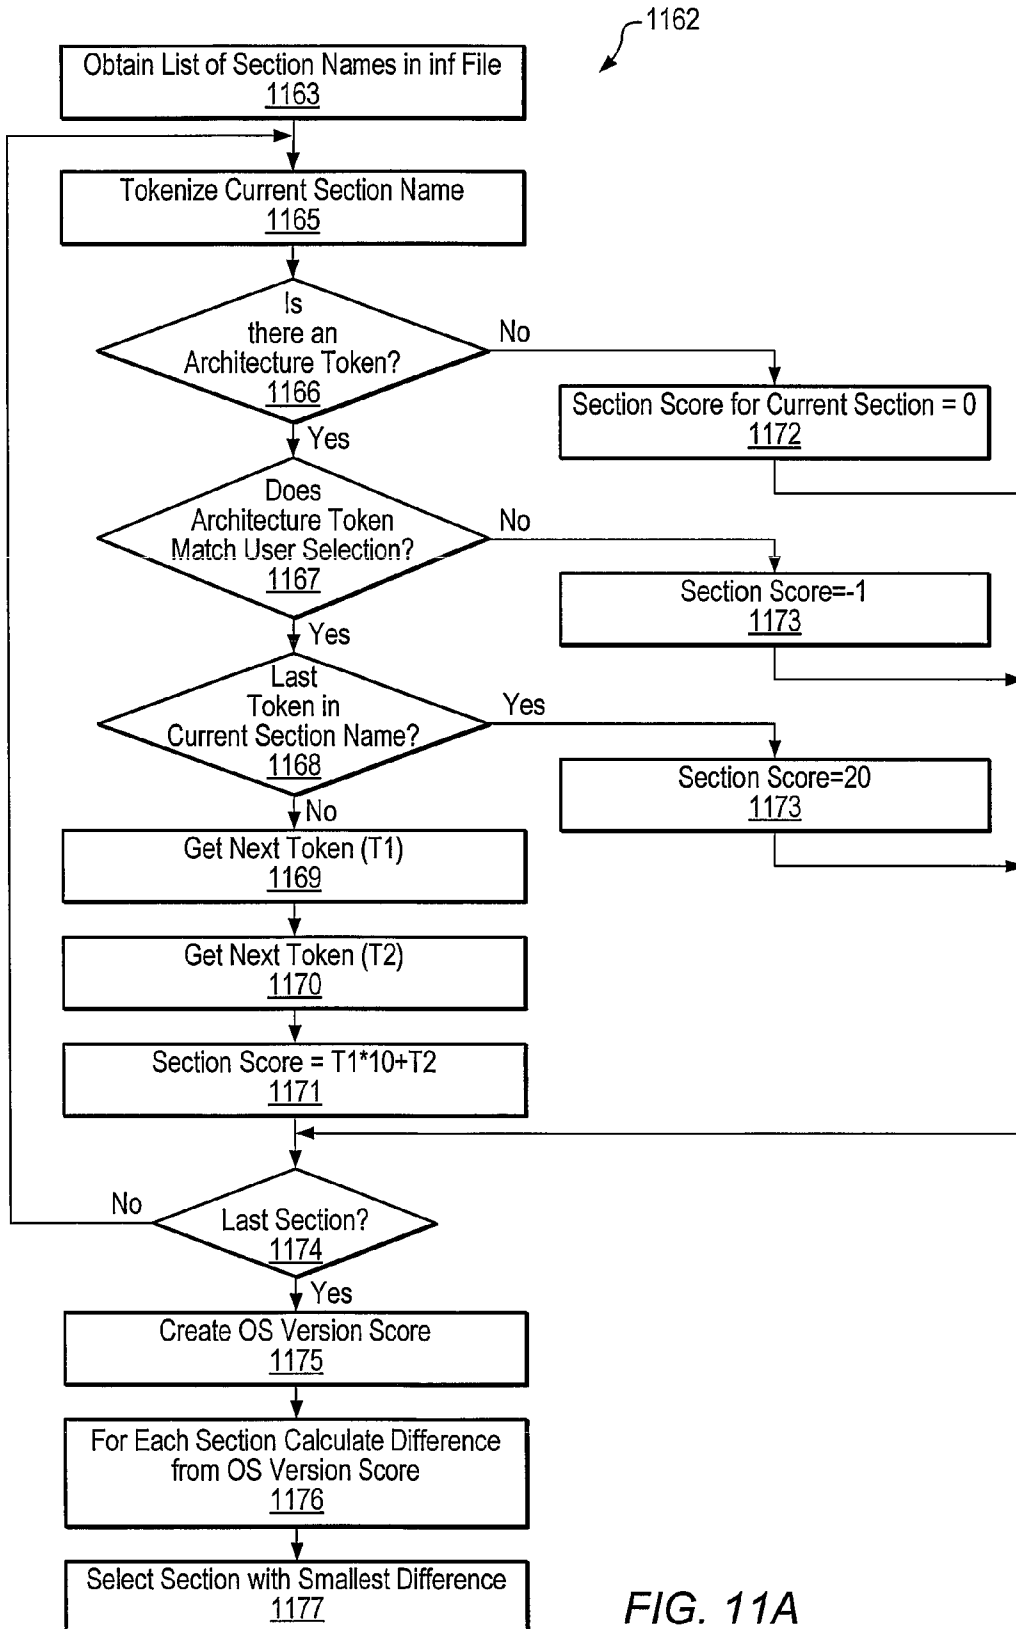 1162
Obtain List of Section Names in inf File
1163
Tokenize Current Section Name
1165
Is
there an
Architecture Token?
1166
No
Section Score for Current Section = 0
1172
Yes
Does
Architecture Token
Match User Selection?
1167
No
Section Score=-1
1173
Yes
Last
Token in
Current Section Name?
1168
Yes
Section Score=20
1173
No
Get Next Token (T1)
1169
Get Next Token (T2)
1170
Section Score = T1*10+T2
1171
Last Section?
1174
No
Yes
Create OS Version Score
1175
For Each Section Calculate Difference
from OS Version Score
1176
Select Section with Smallest Difference
1177
FIG. 11A